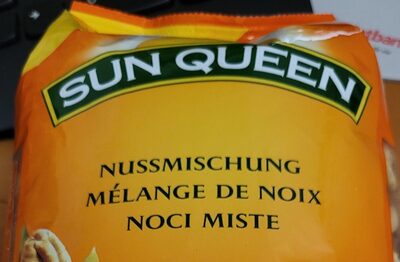 SUN QUEEN
NUSSMISCHUNG
MÉLANGE DE NOIX
NOCI MISTE